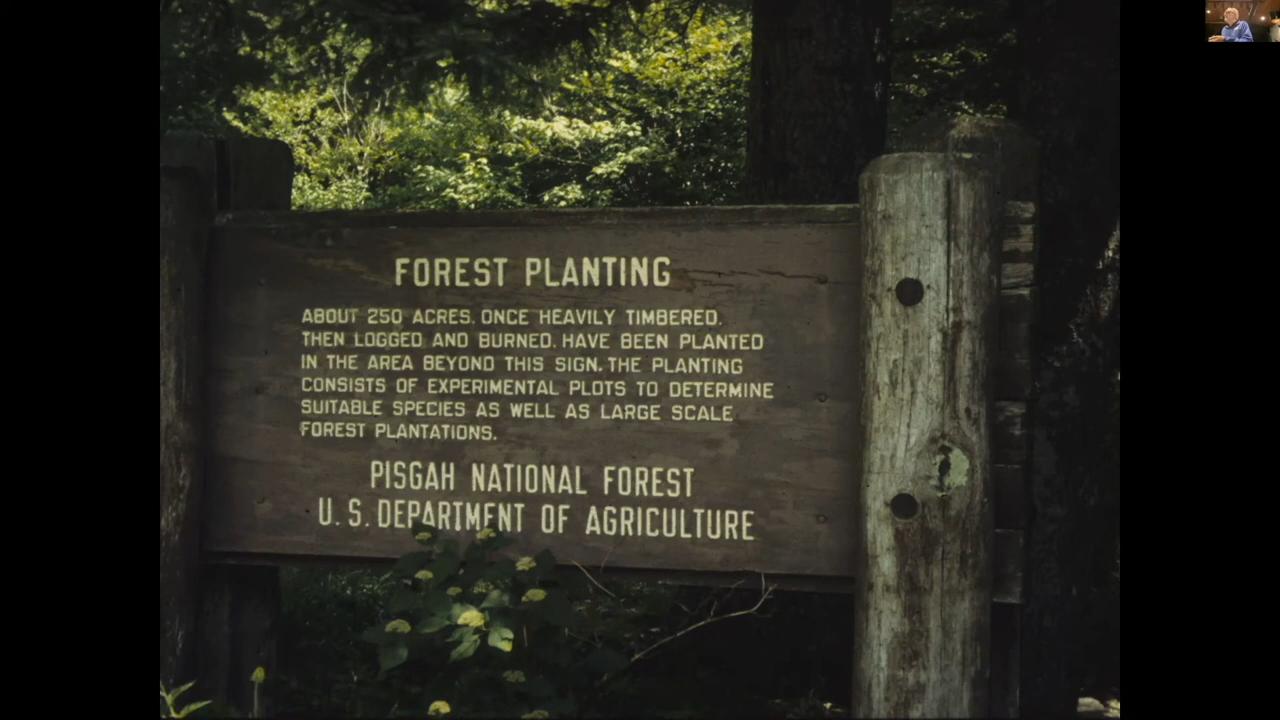 FOREST PLANTING
ABOUT 250 ACRES, ONCE HEAVILY TIMBERED,
THEN LOGGED AND BURNED, HAVE BEEN PLANTED
IN THE AREA BEYOND THIS SIGN. THE PLANTING
CONSISTS OF EXPERIMENTAL PLOTS TO DETERMINE
SUITABLE SPECIES AS WELL AS LARGE SCALE
FOREST PLANTATIONS.
PISGAH NATIONAL FOREST
U.S. DEPARTMENT OF AGRICULTURE